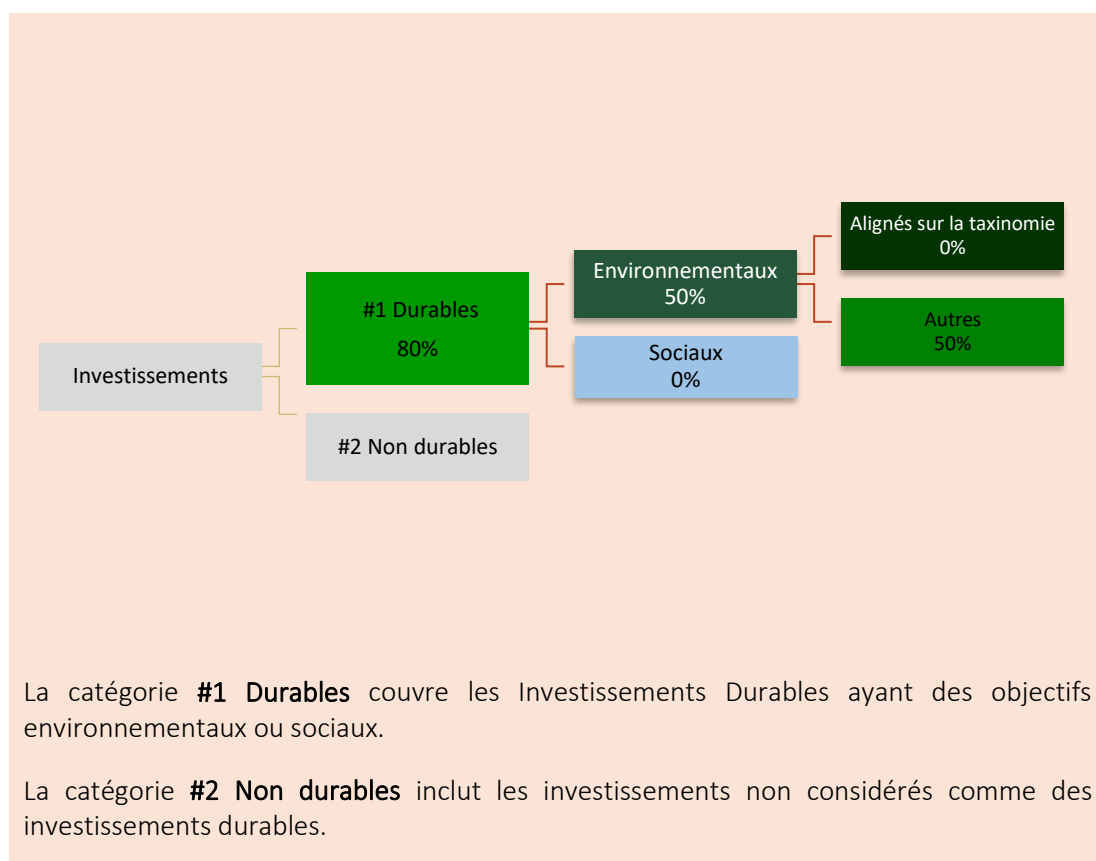 Alignés sur la taxinomie
0%
Environnementaux
50%
#1 Durables
80%
Autres
50%
Sociaux
0%
Investissements
#2 Non durables
La catégorie #1 Durables couvre les Investissements Durables ayant des objectifs
environnementaux ou sociaux.
La catégorie #2 Non durables inclut les investissements non considérés comme des
investissements durables.